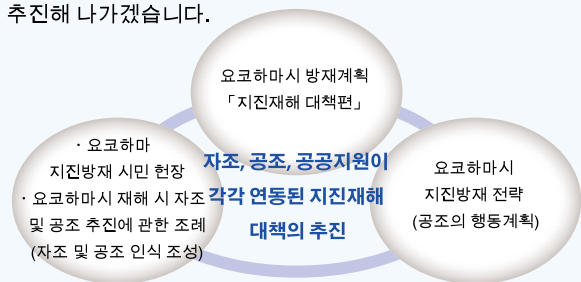 추진해 나가겠습니다.
요코하마시 방재계획
「지진재해 대책편」
· 요코하마
지진방재 시민 헌장
· 요코하마시 재해 시 자조
및 공조 추진에 관한 조례
(자조 및 공조 인식 조성)
자조, 공조, 공공지원이
각각 연동된 지진재해
대책의 추진
요코하마시
지진방재 전략
(공조의 행동계획)